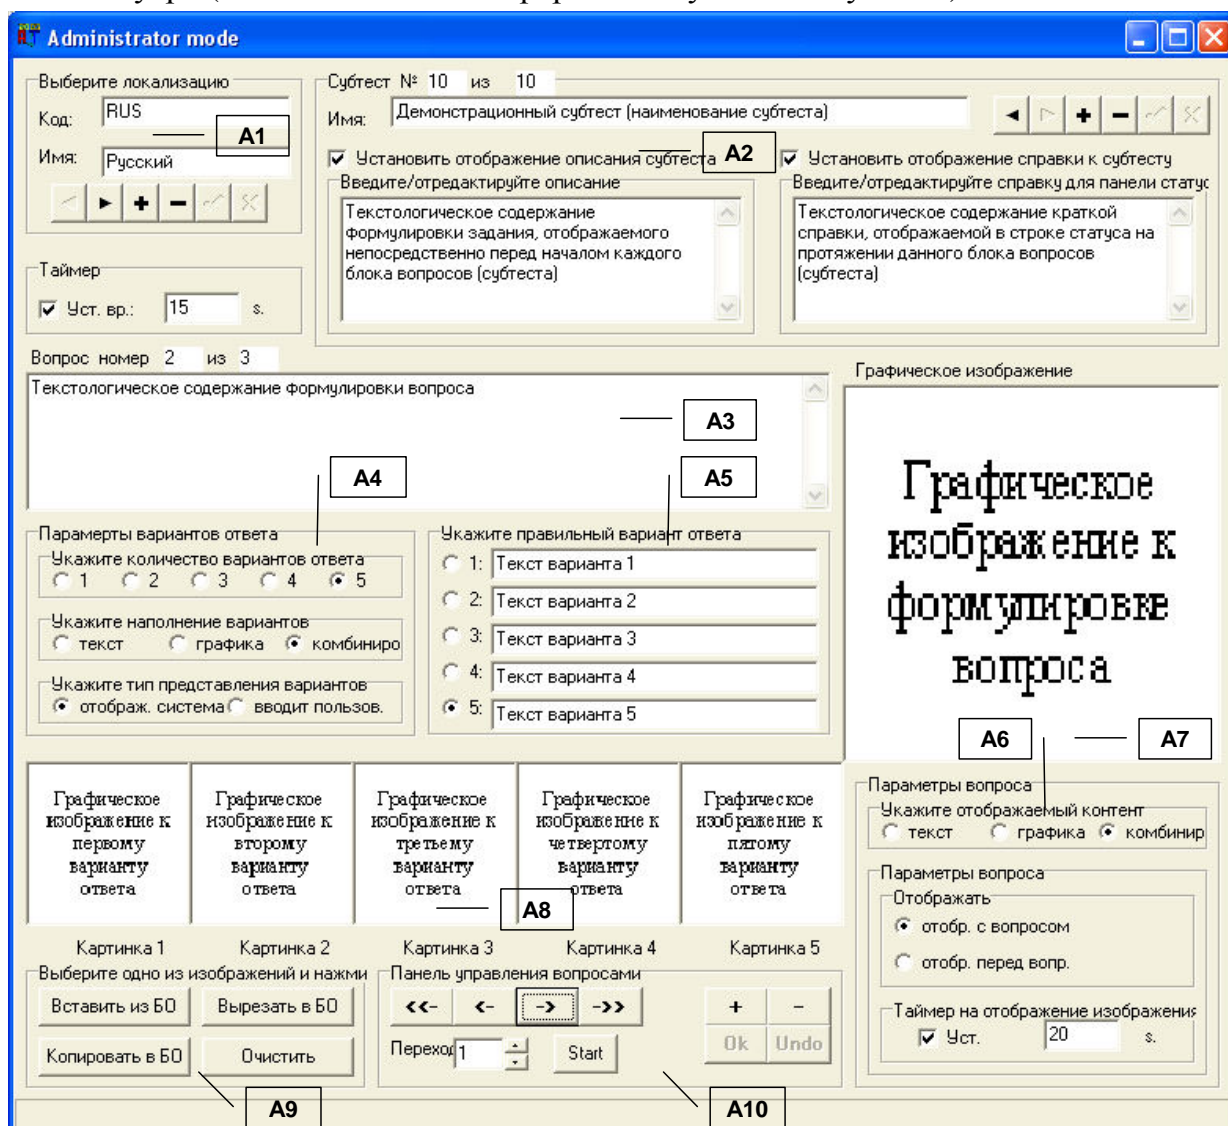 Administrator mode
Выберите локализацию
Код: RUS
A1
Имя: Русский
Субтест № 10 из 10
Имя: Демонстрационный субтест (наименование субтеста)
A2
Установить отображение описания субтеста
Установить отображение справки к субтесту
Введите/отредактируйте описание
Текстологическое содержание
формулировки задания, отображаемого
непосредственно перед началом каждого
блока вопросов (субтеста)
Введите/отредактируйте справку для панели статус
Текстологическое содержание краткой
справки, отображаемой в строке статуса на
протяжении данного блока вопросов
(субтеста)
Таймер
Уст. вр.: 15 s.
Вопрос номер 2 из 3
Текстологическое содержание формулировки вопроса
A3
A4
A5
Графическое изображение
Графическое
изображение к
формулировке
вопроса
A6
A7
Парамерты вариантов ответа
Укажите количество вариантов ответа
1 2 3 4 5
Укажите наполнение вариантов
текст графика комбиниро
Укажите тип представления вариантов
отображ. система вводит пользов.
Укажите правильный вариант ответа
1: Текст варианта 1
2: Текст варианта 2
3: Текст варианта 3
4: Текст варианта 4
5: Текст варианта 5
Графическое
изображение к
первому
варианту
ответа
Графическое
изображение к
второму
варианту
ответа
Графическое
изображение к
третьему
варианту
ответа
Графическое
изображение к
четвертому
варианту
ответа
Графическое
изображение к
пятому
варианту
ответа
A8
Картинка 1 Картинка 2 Картинка 3 Картинка 4 Картинка 5
Параметры вопроса
Укажите отображаемый контент
текст графика комбинир
Параметры вопроса
Отображать
отобр. с вопросом
отобр. перед вопр.
Таймер на отображение изображения
Уст. 20 s.
Выберите одно из изображений и нажми
Вставить из БО Вырезать в БО
Копировать в БО Очистить
A9
Панель управления вопросами
<<- <- -> ->> + -
Ok Undo
Переход 1 Start
A10